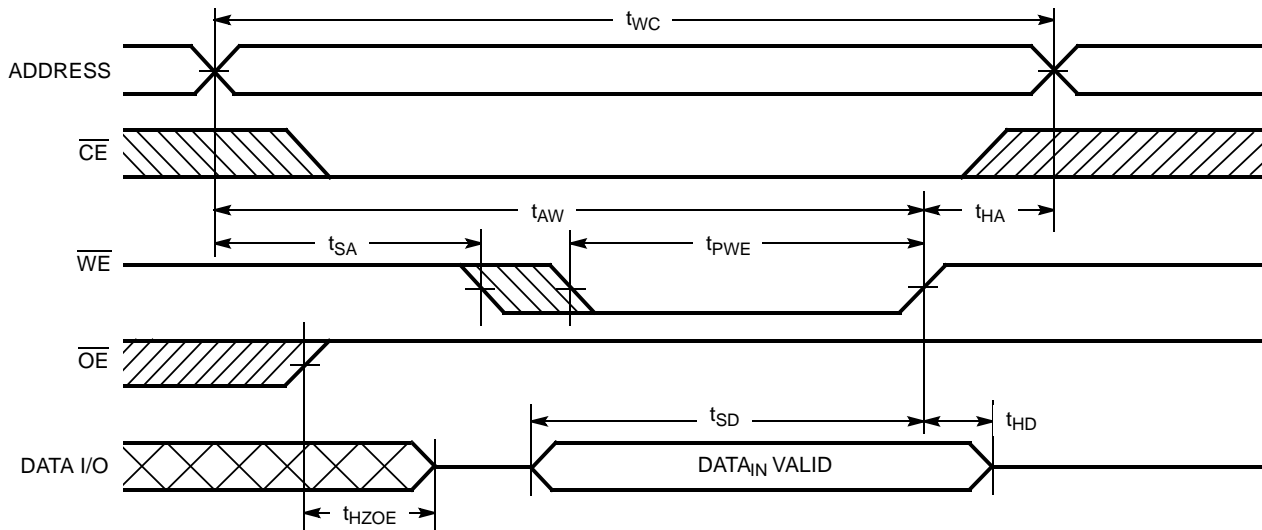 tWC
ADDRESS
CE
tAW
tHA
tSA
tPWE
WE
OE
tSD
tHD
DATA I/O
DATAIN VALID
tHZOE